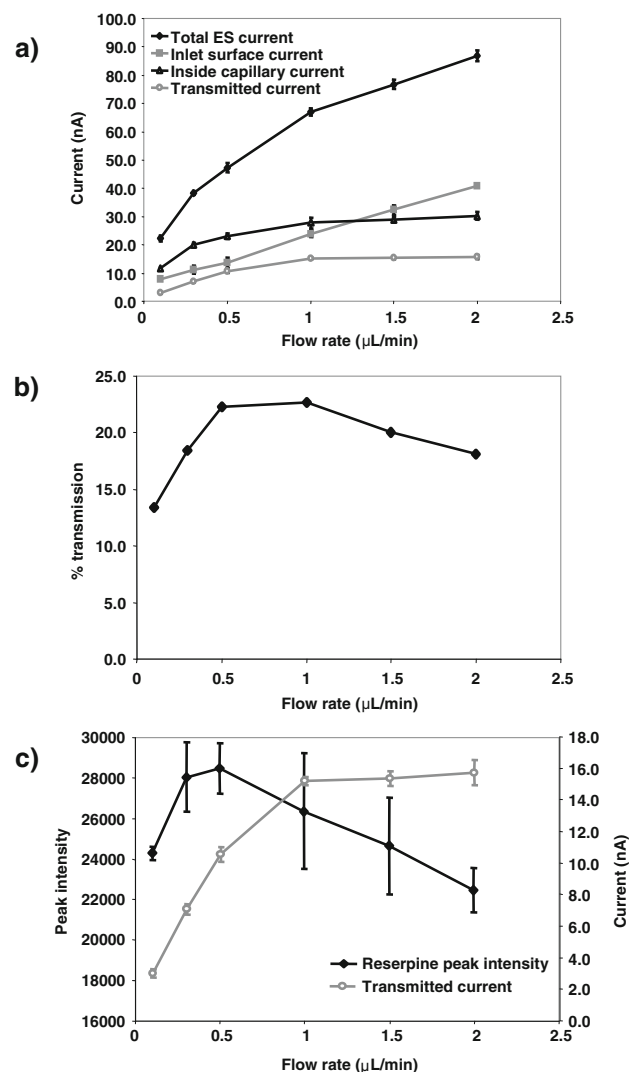 a)
Current (nA)
100.0
90.0
80.0
70.0
60.0
50.0
40.0
30.0
20.0
10.0
0.0
Total ES current
Inlet surface current
Inside capillary current
Transmitted current
0 0.5 1 1.5 2 2.5
Flow rate (µL/min)
b)
% transmission
25.0
20.0
15.0
10.0
5.0
0.0
0 0.5 1 1.5 2 2.5
Flow rate (µL/min)
c)
Peak intensity
30000
28000
26000
24000
22000
20000
18000
16000
18.0
16.0
14.0
12.0
10.0
8.0
6.0
4.0
2.0
0.0
Current (nA)
Reserpine peak intensity
Transmitted current
0 0.5 1 1.5 2 2.5
Flow rate (µL/min)